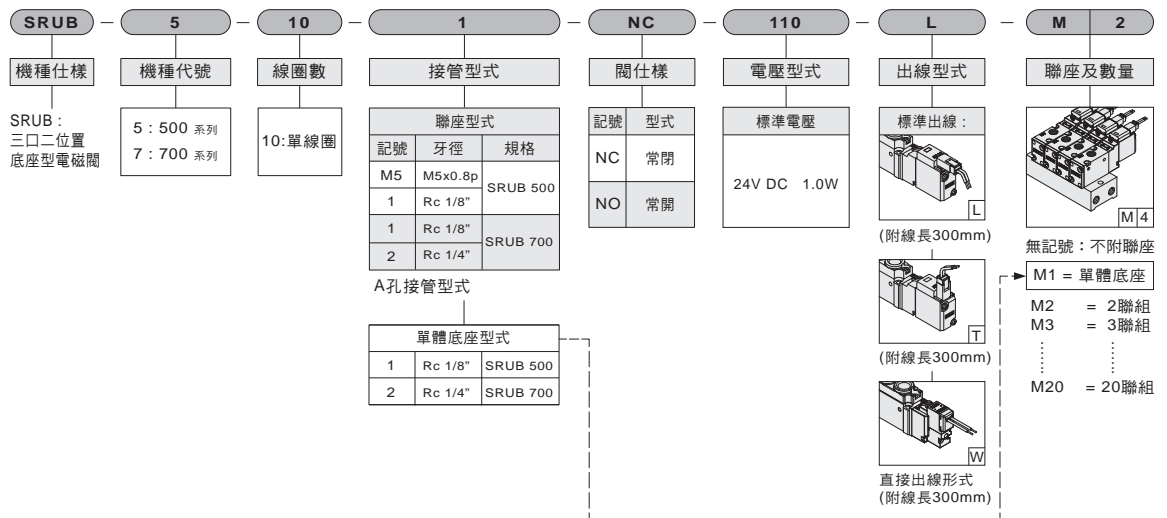 SRUB – 5 – 10 – 1 – NC – 110 – L – M 2
機種仕樣
SRUB :
三口二位置
底座型電磁閥
機種代號
5 : 500 系列
7 : 700 系列
線圈數
10:單線圈
接管型式
聯座型式
記號 牙徑 規格
M5 M5x0.8p SRUB 500
1 Rc 1/8”
1 Rc 1/8” SRUB 700
2 Rc 1/4”
A孔接管型式
單體底座型式
1 Rc 1/8” SRUB 500
2 Rc 1/4” SRUB 700
閥仕樣
記號 型式
NC 常閉
NO 常開
電壓型式
標準電壓
24V DC 1.0W
出線型式
標準出線 :
L
(附線長300mm)
T
(附線長300mm)
W
直接出線形式
(附線長300mm)
聯座及數量
M 4
無記號：不附聯座
M1 = 單體底座
M2 = 2聯組
M3 = 3聯組
M20 = 20聯組